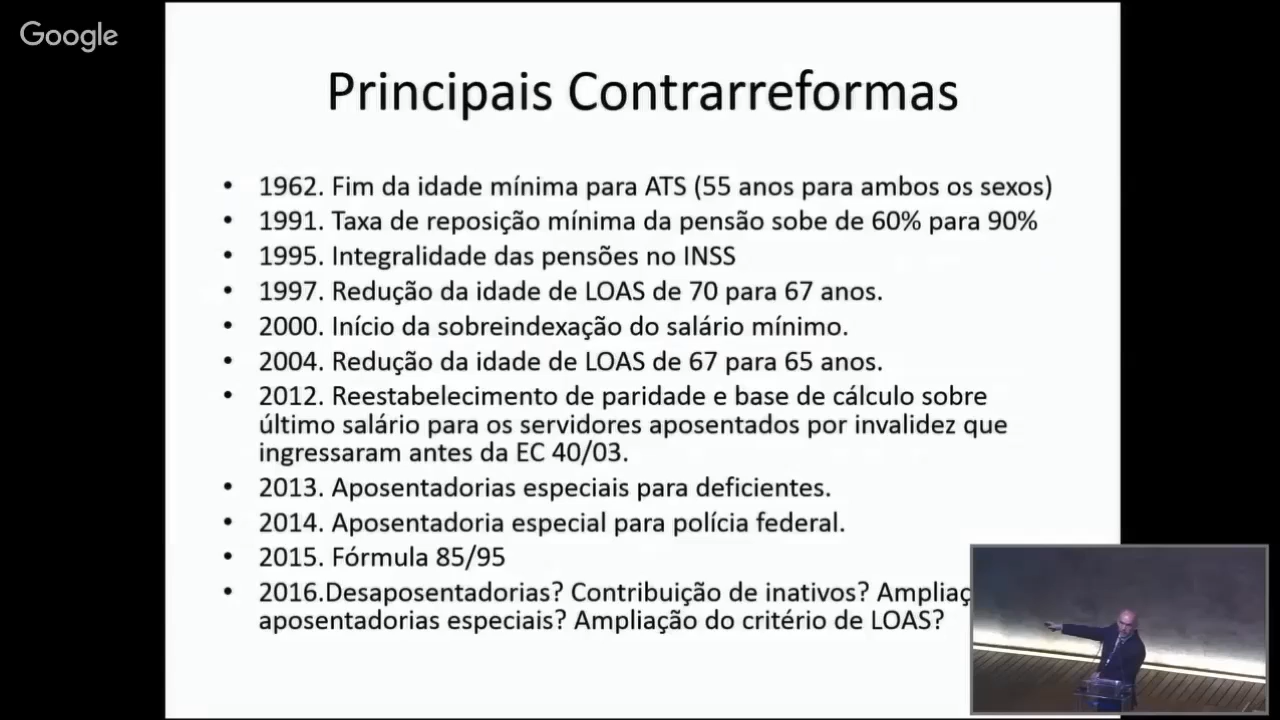 Google
Principais Contrarreformas
• 1962. Fim da idade mínima para ATS (55 anos para ambos os sexos)
• 1991. Taxa de reposição mínima da pensão sobe de 60% para 90%
• 1995. Integralidade das pensões no INSS
• 1997. Redução da idade de LOAS de 70 para 67 anos.
• 2000. Início da sobreindexação do salário mínimo.
• 2004. Redução da idade de LOAS de 67 para 65 anos.
• 2012. Reestabelecimento de paridade e base de cálculo sobre
último salário para os servidores aposentados por invalidez que
ingressaram antes da EC 40/03.
• 2013. Aposentadorias especiais para deficientes.
• 2014. Aposentadoria especial para polícia federal.
• 2015. Fórmula 85/95
• 2016.Desaposentadorias? Contribuição de inativos?
aposentadorias especiais? Ampliação do critério de LOAS?